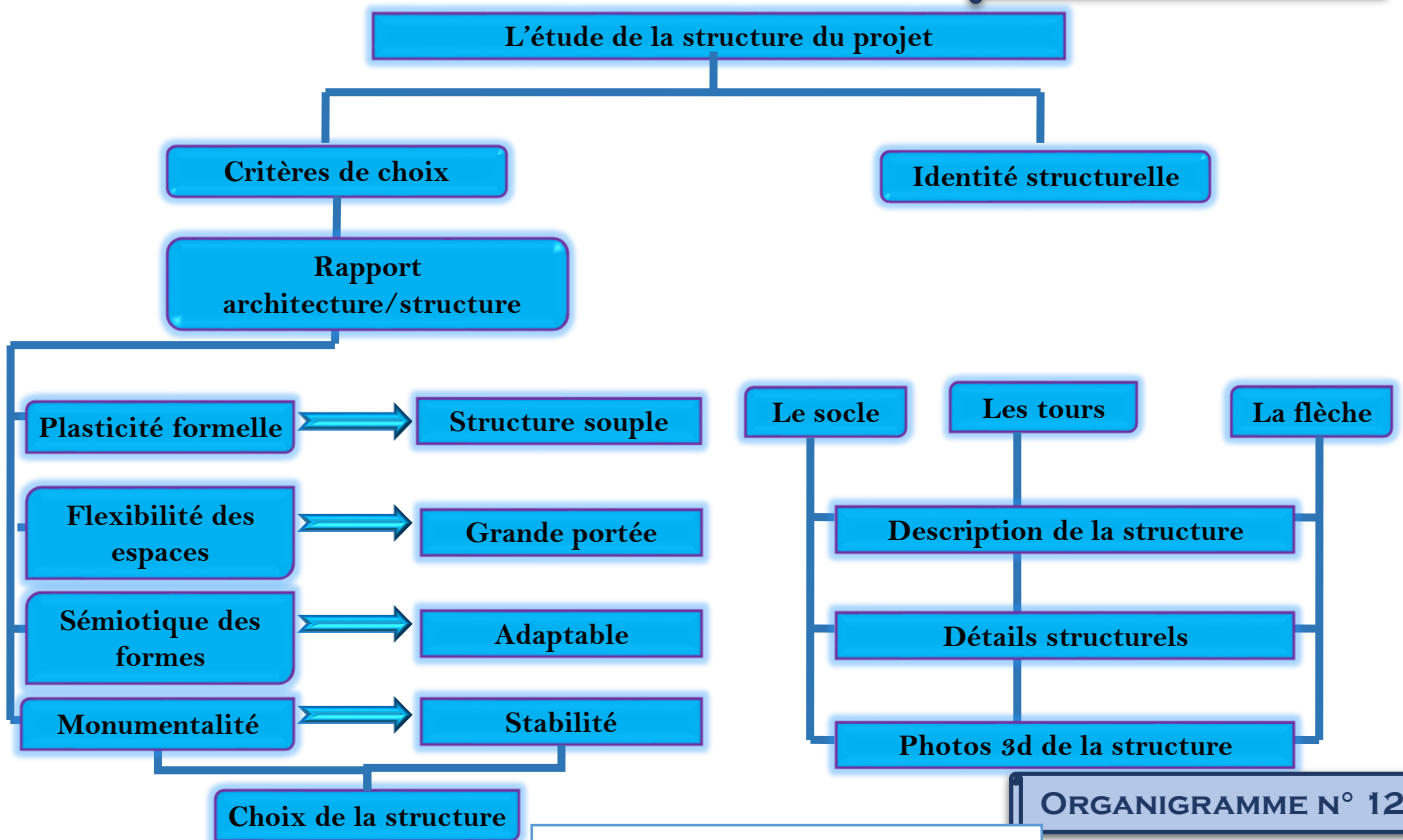 L'étude de la structure du projet
Critères de choix
Identité structurelle
Rapport
architecture/structure
Plasticité formelle
Structure souple
Flexibilité des
espaces
Grande portée
Sémiotique des
formes
Adaptable
Monumentalité
Stabilité
Choix de la structure
Le socle
Les tours
La flèche
Description de la structure
Détails structurels
Photos 3d de la structure
ORGANIGRAMME N° 12